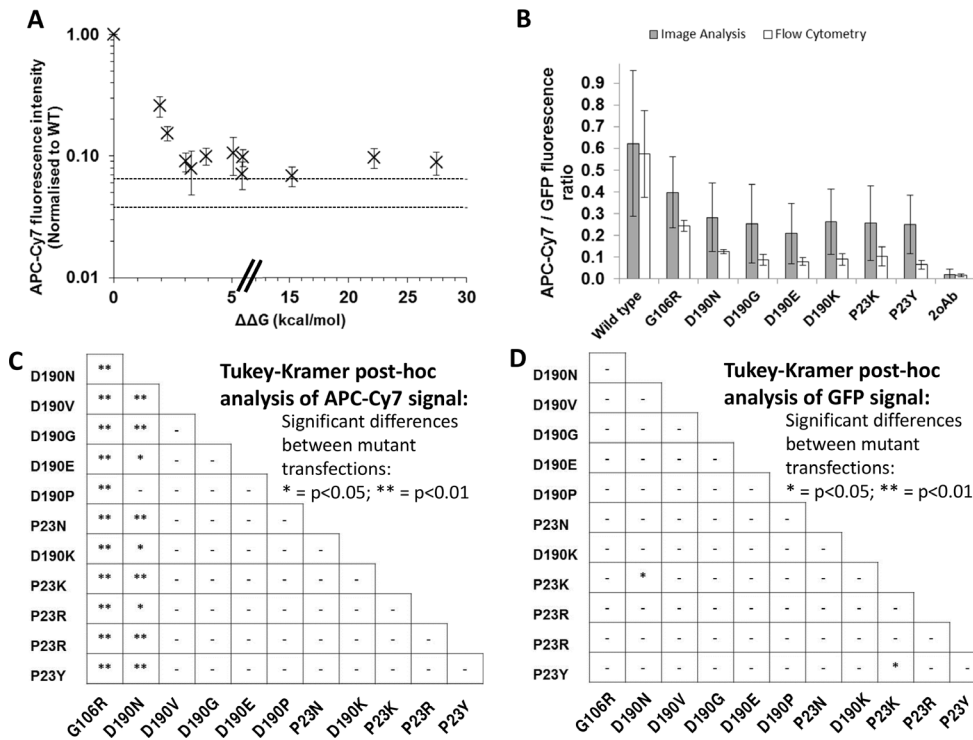 A
APC-Cy7 fluorescence intensity
(Normalised to WT)
1.00
0.10
0.01
0
5
15
20
25
30
ΔΔG (kcal/mol)
B
Image Analysis Flow Cytometry
APC-Cy7 / GFP fluorescence
ratio
0.9
0.8
0.7
0.6
0.5
0.4
0.3
0.2
0.1
0.0
Wild type
G106R
D190N
D190G
D190E
D190K
P23K
P23Y
2oAb
C
Tukey-Kramer post-hoc
analysis of APC-Cy7 signal:
Significant differences
between mutant
transfections:
* = p<0.05; ** = p<0.01
D190N **
D190V ** **
D190G ** ** -
D190E ** * - -
D190P ** - - - -
P23N ** ** - - - -
D190K ** * - - - - -
P23K ** ** - - - - - -
P23R ** * - - - - - - -
P23R ** ** - - - - - - - -
P23Y ** ** - - - - - - - - -
G106R D190N D190V D190G D190E D190P P23N D190K P23K P23R P23Y
D
Tukey-Kramer post-hoc
analysis of GFP signal:
Significant differences
between mutant
transfections:
* = p<0.05; ** = p<0.01
D190N -
D190V - -
D190G - - -
D190E - - - -
D190P - - - - -
P23N - - - - - -
D190K - - - - - - -
P23K - * - - - - - -
P23R - - - - - - - - -
P23R - - - - - - - - - -
P23Y - - - - - - - - * - -
G106R D190N D190V D190G D190E D190P P23N D190K P23K P23R P23Y